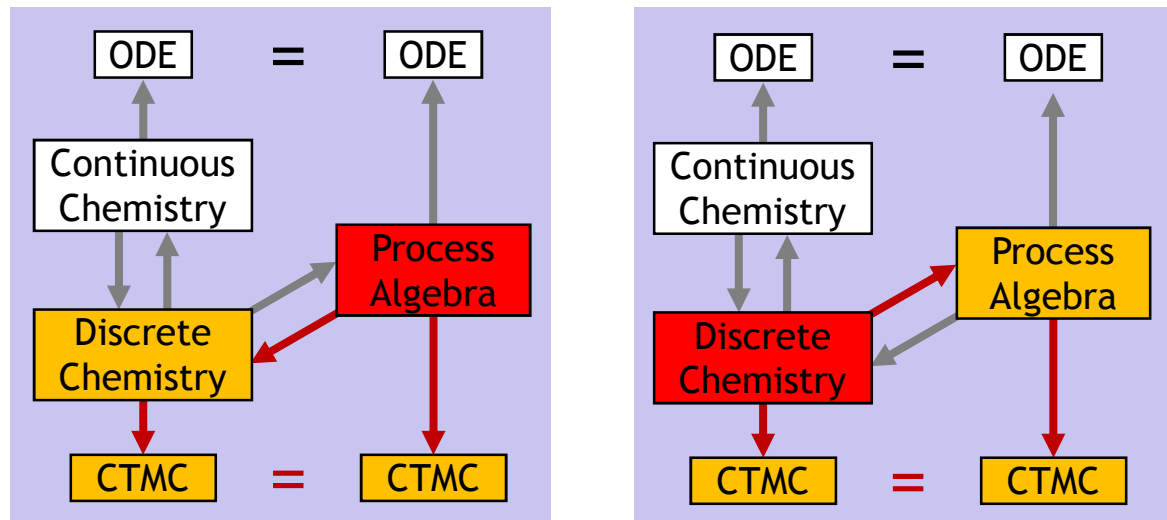 ODE = ODE
Continuous
Chemistry
Process
Algebra
Discrete
Chemistry
CTMC = CTMC
ODE = ODE
Continuous
Chemistry
Process
Algebra
Discrete
Chemistry
CTMC = CTMC